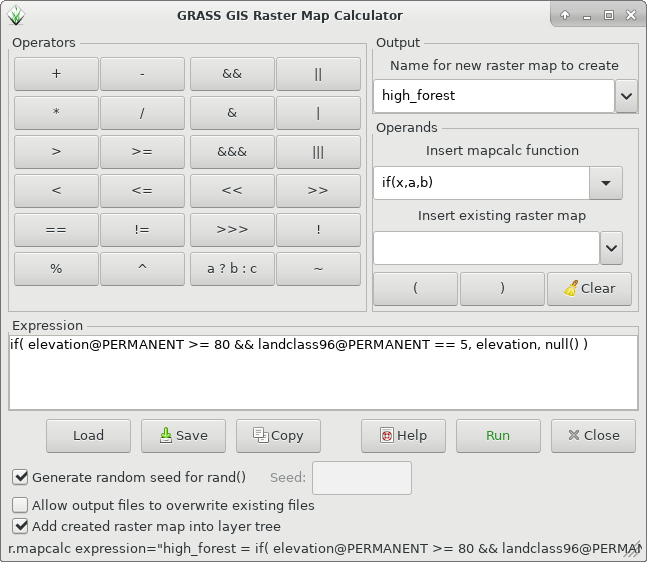 GRASS GIS Raster Map Calculator
Operators
+ - && ||
* / & |
> >= &&& |||
< <= << >>
== != >>> !
% ^ a ? b : c ~
Output
Name for new raster map to create
high_forest
Operands
Insert mapcalc function
if(x,a,b)
Insert existing raster map
( ) Clear
Expression
if( elevation@PERMANENT >= 80 && landclass96@PERMANENT == 5, elevation, null() )
Load Save Copy Help Run Close
Generate random seed for rand() Seed:
Allow output files to overwrite existing files
Add created raster map into layer tree
r.mapcalc expression="high_forest = if( elevation@PERMANENT >= 80 && landclass96@PERMAN